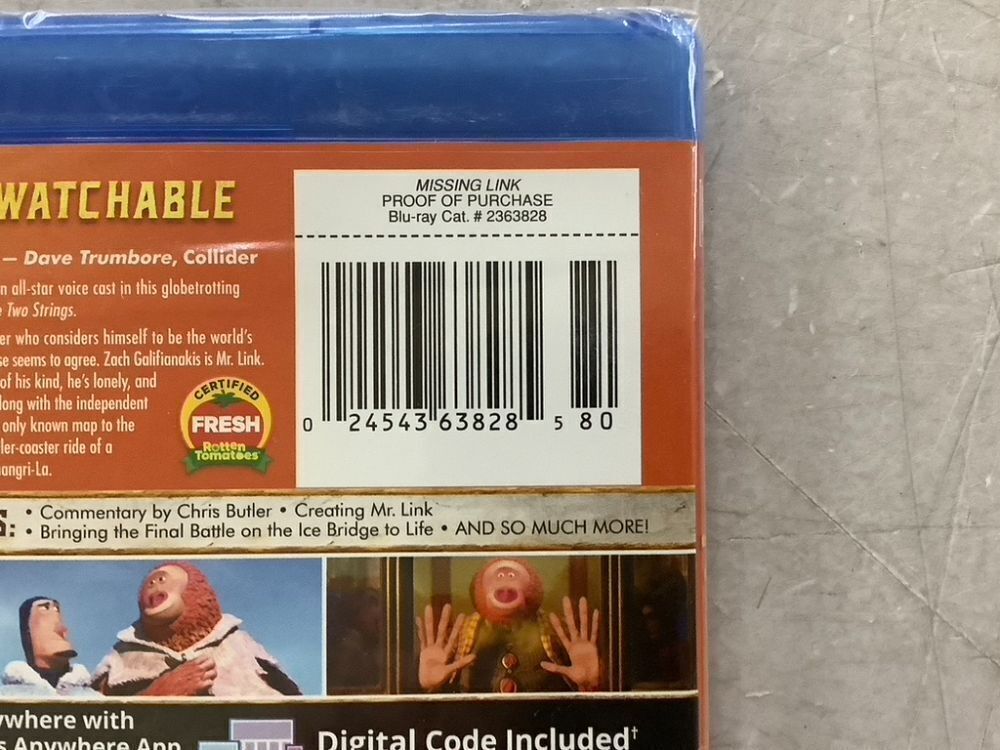 WATCHABLE
— Dave Trumbore, Collider
n all-star voice cast in this globetrotting
Two Strings.
er who considers himself to be the world's
se seems to agree. Zach Galifianakis is Mr. Link.
of his kind, he's lonely, and
long with the independent
only known map to the
ler-coaster ride of a
angri-La.
CERTIFIED
FRESH
Rotten
Tomatoes
MISSING LINK
PROOF OF PURCHASE
Blu-ray Cat. # 2363828
0 24543 63828 5 80
S: • Commentary by Chris Butler • Creating Mr. Link
• Bringing the Final Battle on the Ice Bridge to Life • AND SO MUCH MORE!
ywhere with
s Anywhere App
Digital Code Included†